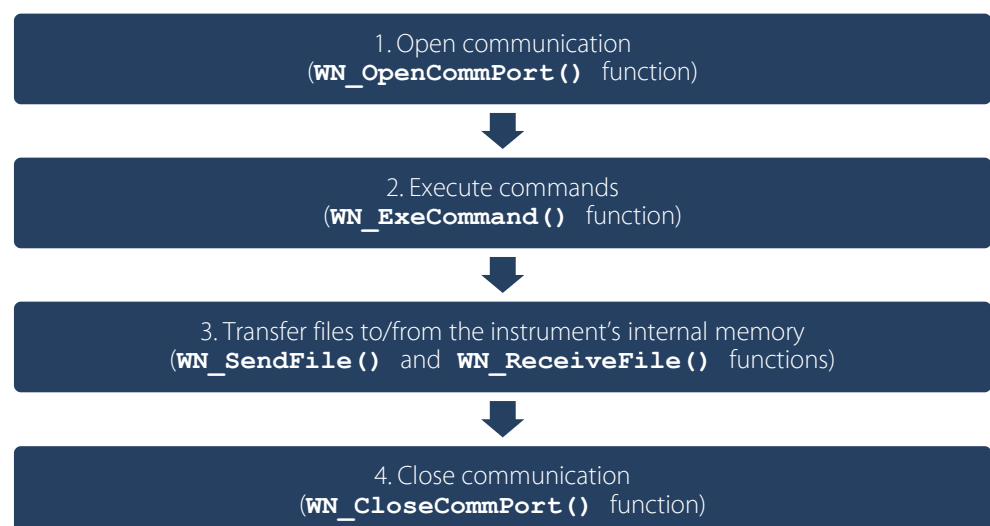 1. Open communication
(WN_OpenCommPort() function)
2. Execute commands
(WN_ExeCommand() function)
3. Transfer files to/from the instrument’s internal memory
(WN_SendFile() and WN_ReceiveFile() functions)
4. Close communication
(WN_CloseCommPort() function)